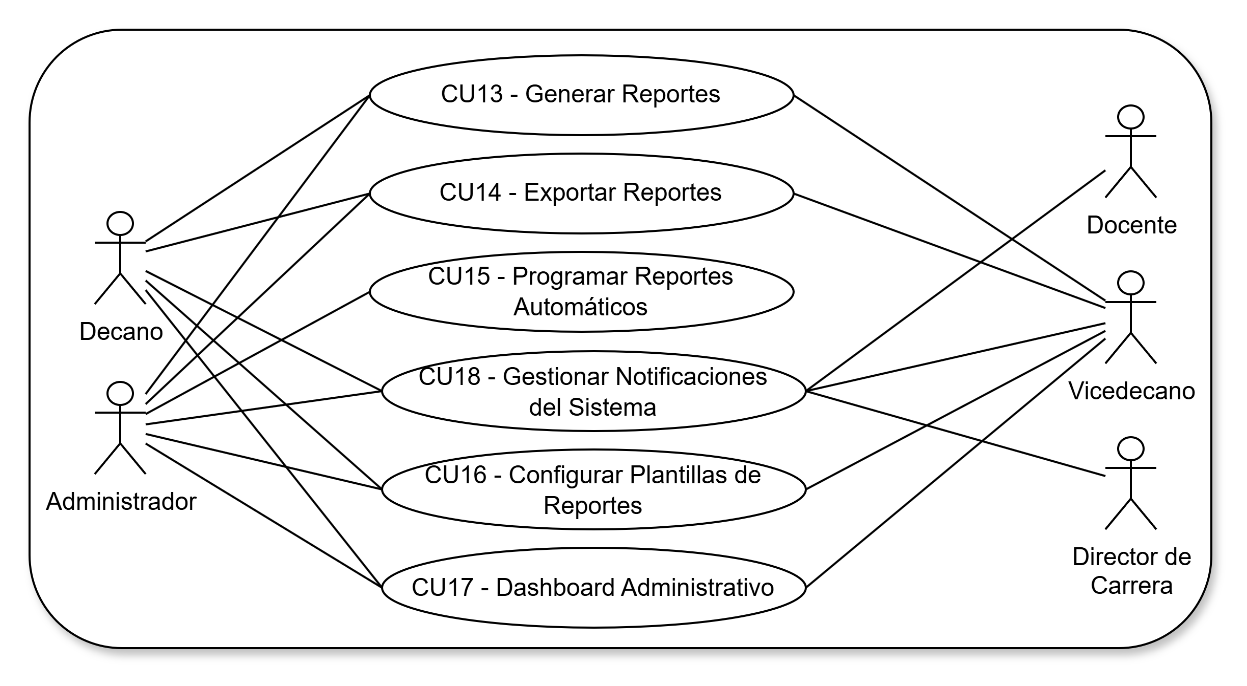 CU13 - Generar Reportes
CU14 - Exportar Reportes
Docente
CU15 - Programar Reportes
Automáticos
Decano
CU18 - Gestionar Notificaciones
del Sistema
Vicedecano
CU16 - Configurar Plantillas de
Reportes
Administrador
CU17 - Dashboard Administrativo
Director de
Carrera